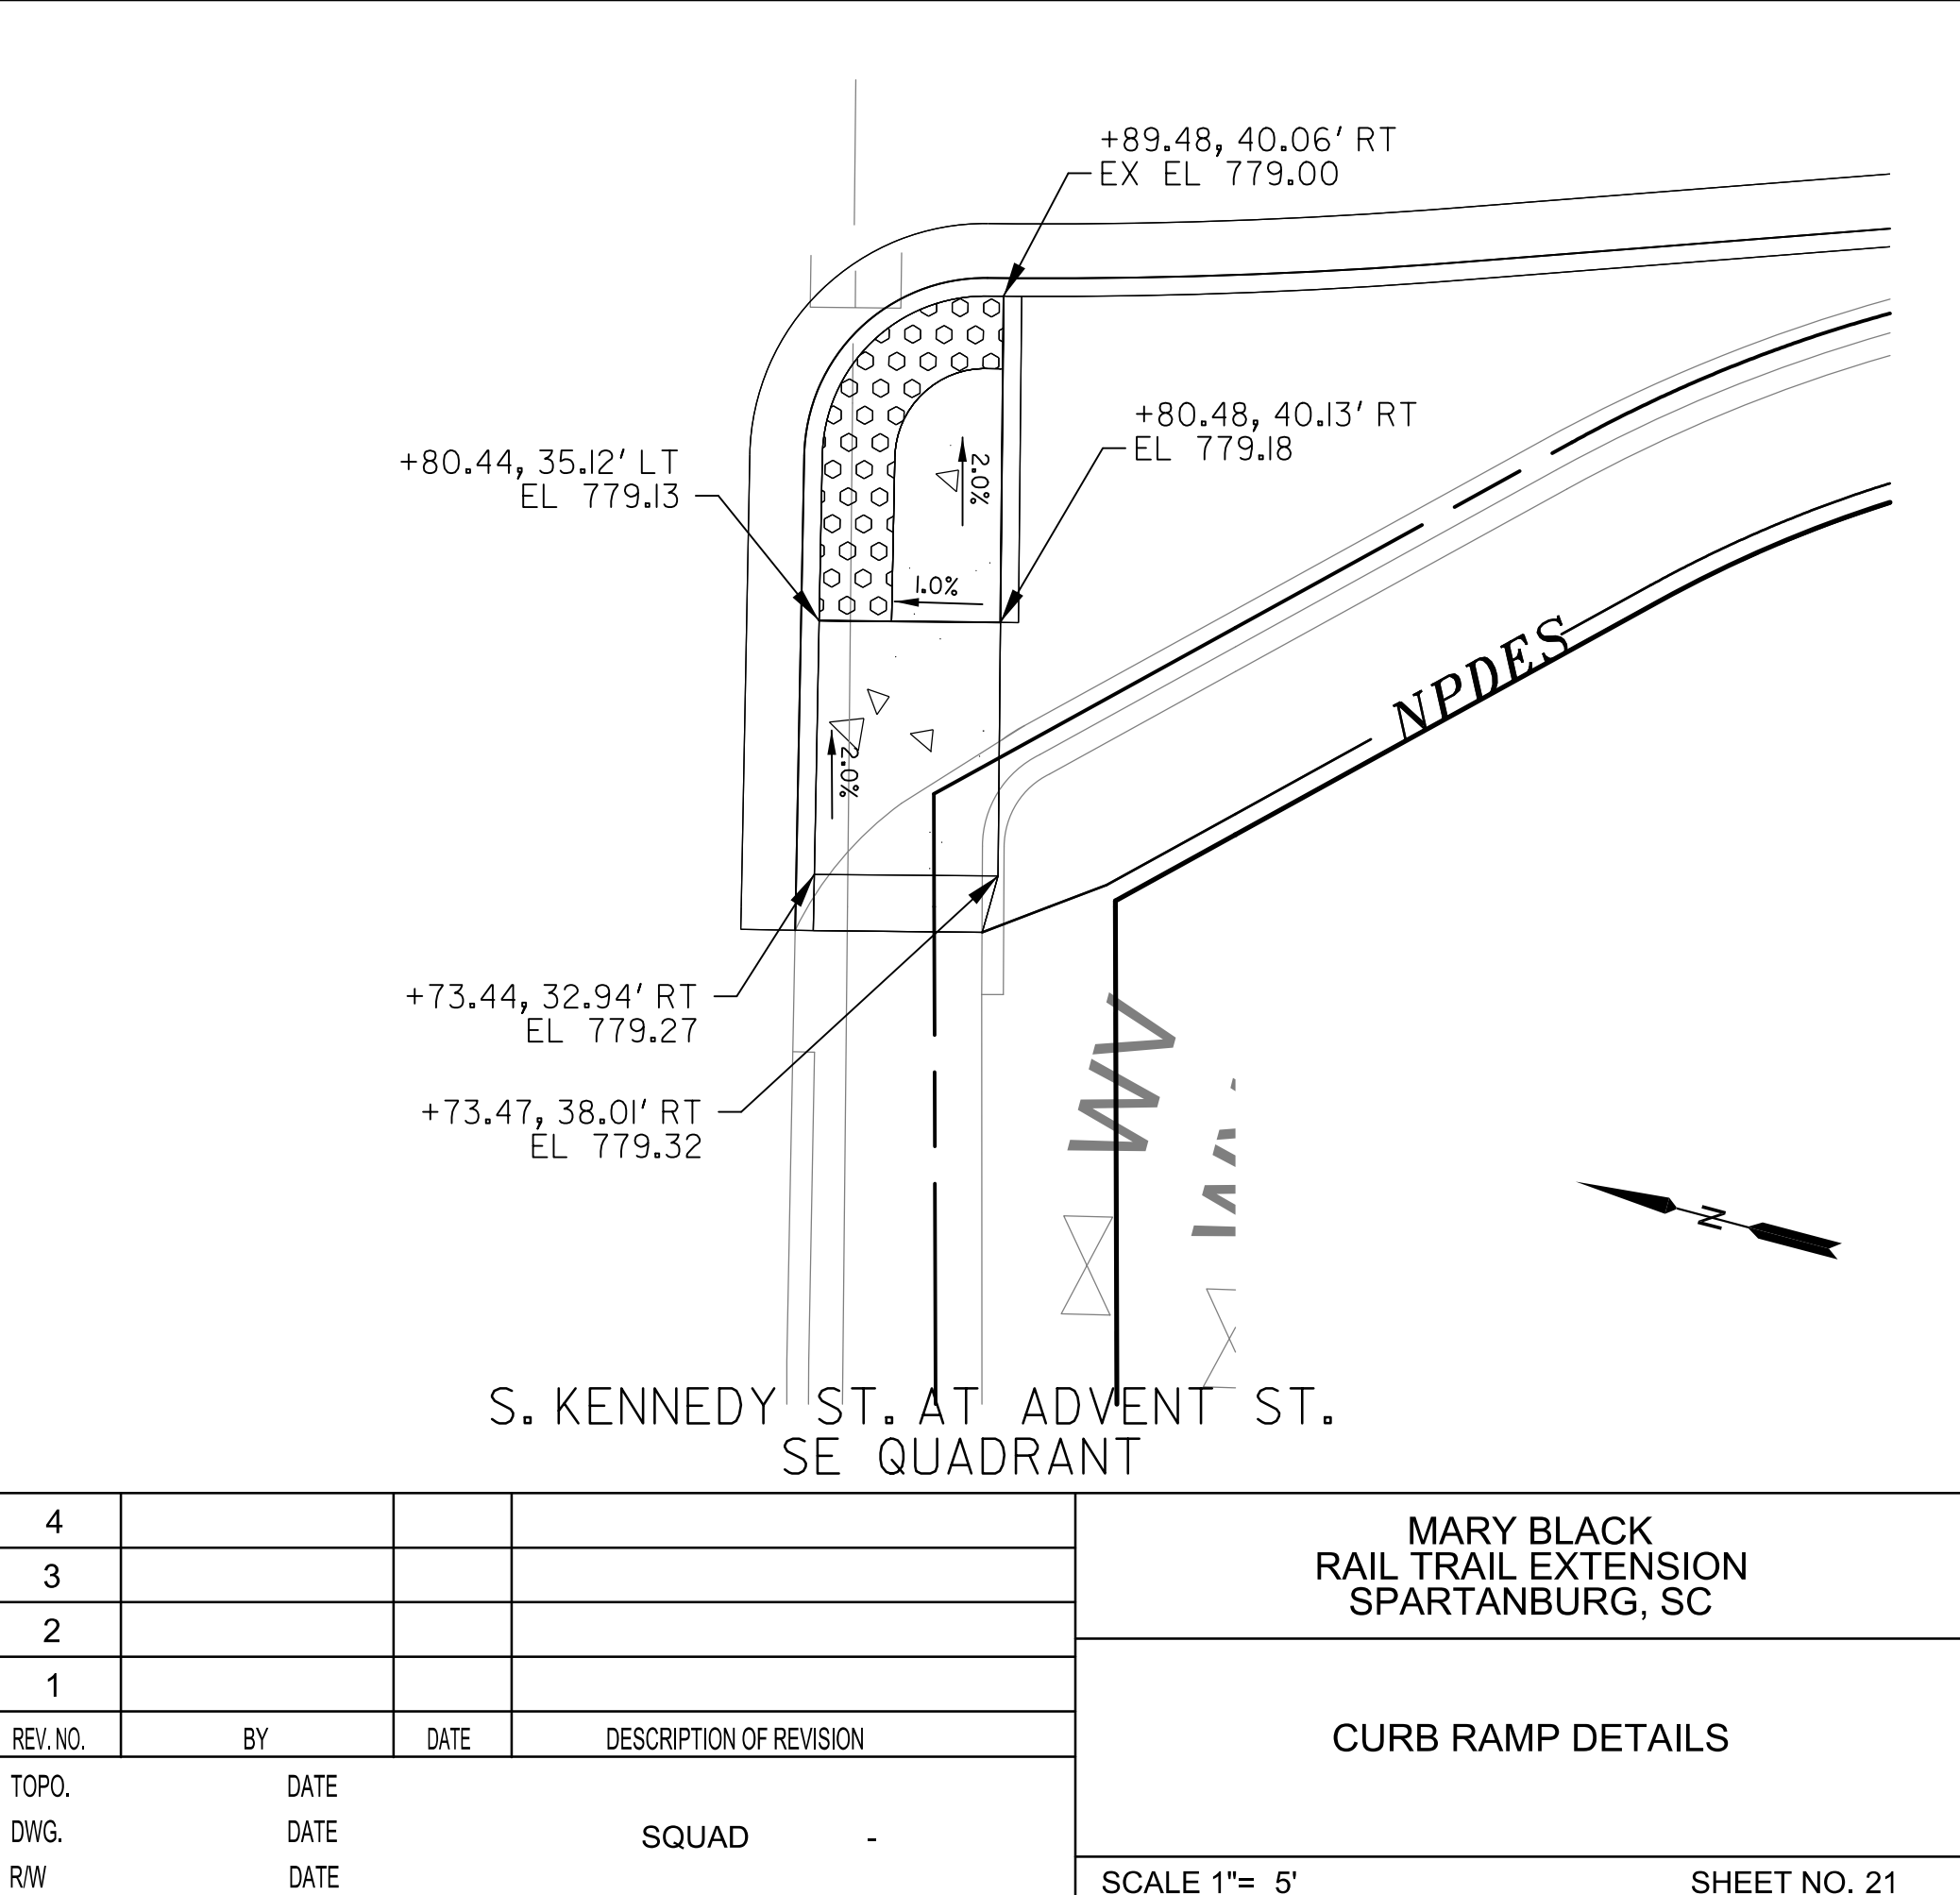 +89.48, 40.06' RT
EX EL 779.00
+80.48, 40.13' RT
EL 779.18
+80.44, 35.12' LT
EL 779.13
2.0%
1.0%
2.0%
NPDES
+73.44, 32.94' RT
EL 779.27
+73.47, 38.01' RT
EL 779.32
WV
N
S. KENNEDY ST. AT ADVENT ST.
SE QUADRANT
4
3
2
1
REV. NO. BY DATE DESCRIPTION OF REVISION
TOPO. DATE
DWG. DATE
R/W DATE
SQUAD -
MARY BLACK
RAIL TRAIL EXTENSION
SPARTANBURG, SC
CURB RAMP DETAILS
SCALE 1"= 5' SHEET NO. 21